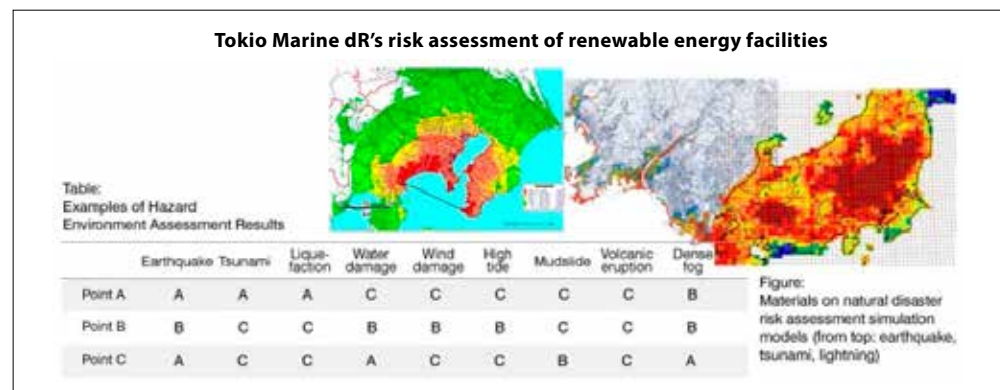 Tokio Marine dR’s risk assessment of renewable energy facilities
Table:
Examples of Hazard
Environment Assessment Results
Earthquake Tsunami Lique-faction Water damage Wind damage High tide Mudslide Volcanic eruption Dense fog
Point A A A A C C C C C B
Point B B C C B B B C C B
Point C A C C A C C B C A
Figure:
Materials on natural disaster
risk assessment simulation
models (from top: earthquake,
tsunami, lightning)